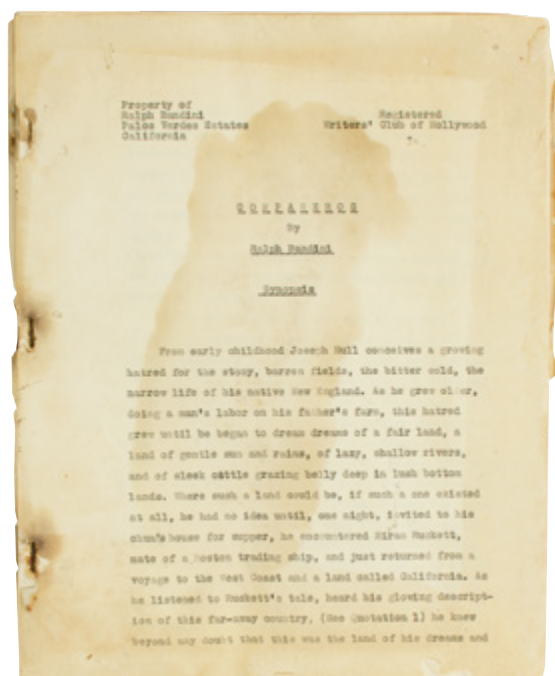 Property of
Ralph Bandini
Palos Verdes Estates
California
Registered
Writers' Club of Hollywood
COMPANEROS
By
Ralph Bandini
Synopsis
From early childhood Joseph Hull conceives a growing
hatred for the stony, barren fields, the bitter cold, the
narrow life of his native New England. As he grew older,
doing a man's labor on his father's farm, this hatred
grew until he began to dream dreams of a fair land, a
land of gentle sun and rains, of lazy, shallow rivers,
and of sleek cattle grazing belly deep in lush bottom
lands. Where such a land could be, if such a one existed
at all, he had no idea until, one night, invited to his
chum's house for supper, he encountered Hiram Ruskett,
mate of a Boston trading ship, and just returned from a
voyage to the West Coast and a land called California. As
he listened to Ruskett's tale, heard his glowing descript-
ion of this far-away country, (See Quotation 1) he knew
beyond any doubt that this was the land of his dreams and